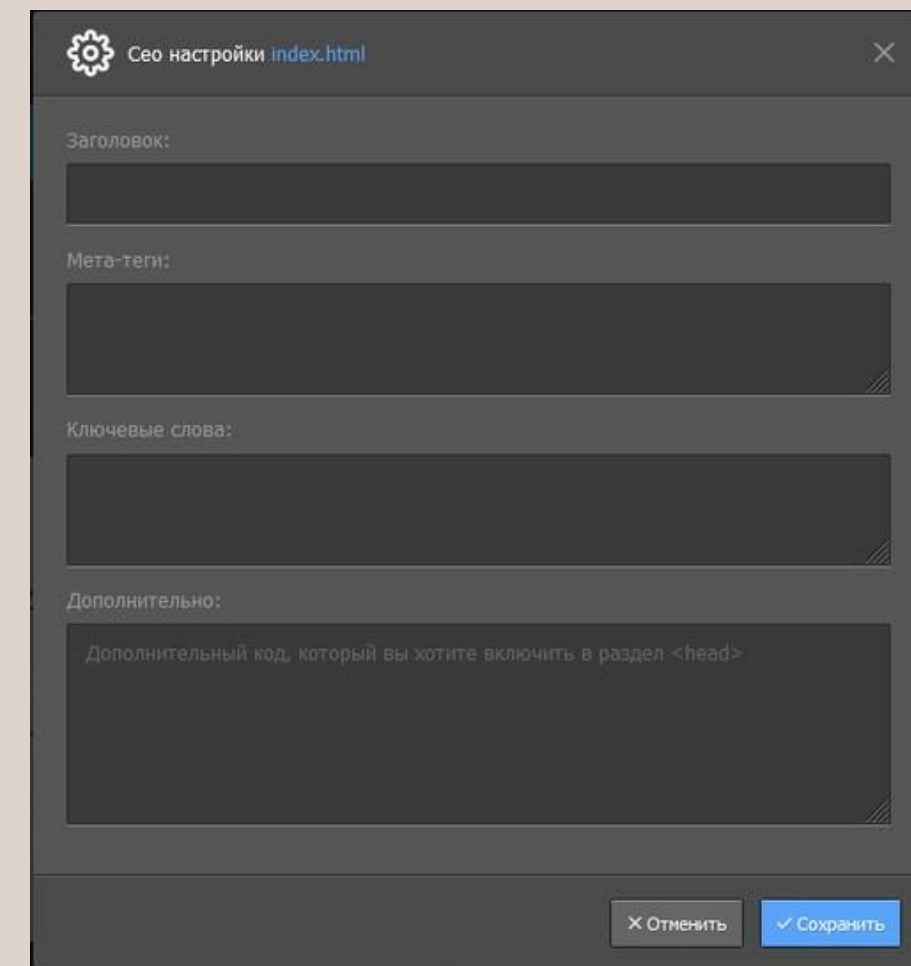 Сео настройки index.html
Заголовок:
Мета-теги:
Ключевые слова:
Дополнительно:
Дополнительный код, который вы хотите включить в раздел <head>
Отменить
Сохранить